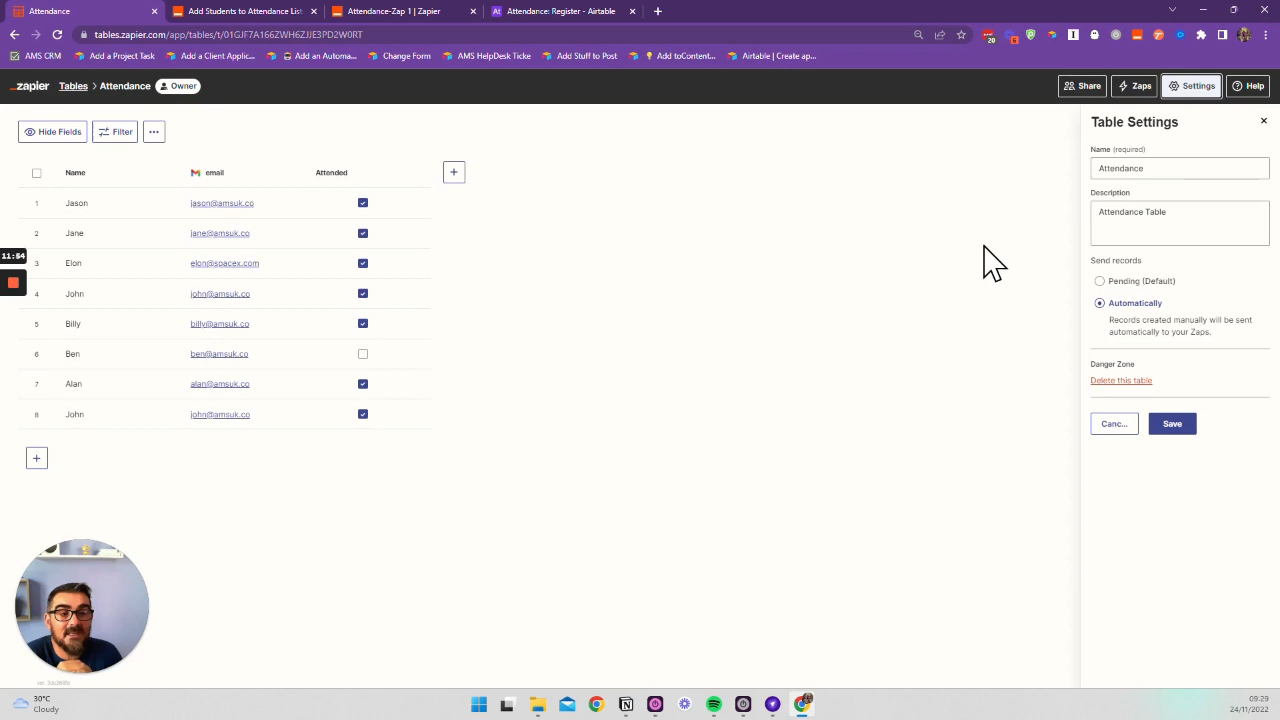 Attendance
Add Students to Attendance List
Attendance-Zap 1 | Zapier
Attendance: Register - Airtable
tables.zapier.com/app/tables/t/01GJF7A166ZWH6ZJJE3PD2W0RT
20
AMS CRM
Add a Project Task
Add a Client Applic...
Add an Automa...
Change Form
AMS HelpDesk Ticke
Add Stuff to Post
Add toContent...
Airtable | Create ap...
zapier
Tables > Attendance
Owner
Share
Zaps
Settings
Help
Table Settings
Hide Fields
Filter
Name (required)
Attendance
Name
email
Attended
Description
Attendance Table
1 Jason jason@amsuk.co
2 Jane jane@amsuk.co
3 Elon elon@spacex.com
4 John john@amsuk.co
5 Billy billy@amsuk.co
6 Ben ben@amsuk.co
7 Alan alan@amsuk.co
8 John john@amsuk.co
11:54
Send records
Pending (Default)
Automatically
Records created manually will be sent
automatically to your Zaps.
Danger Zone
Delete this table
Canc...
Save
30°C
Cloudy
09:29
24/11/2022